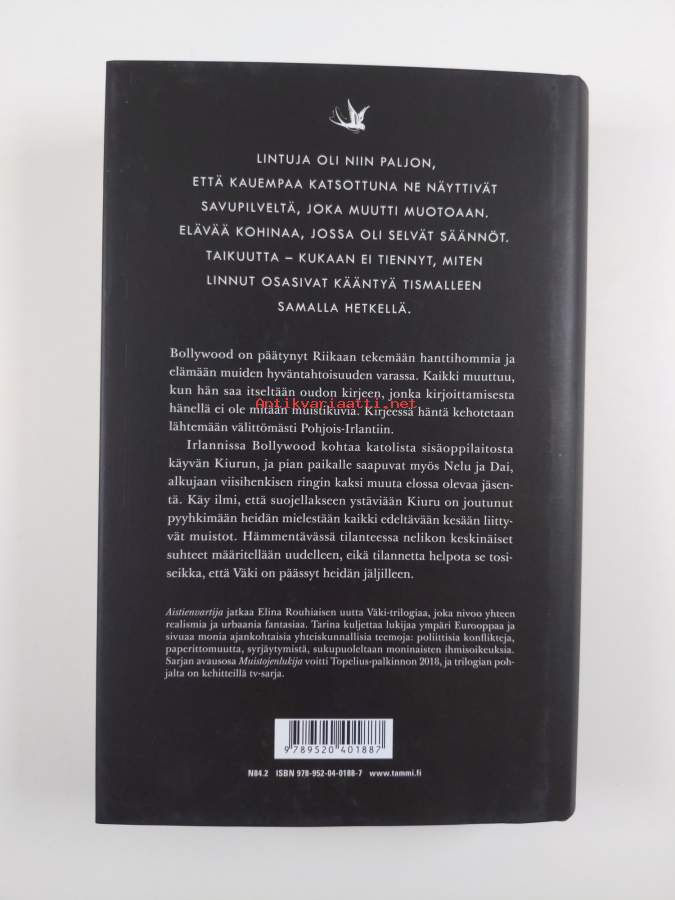 LINTUJA OLI NIIN PALJON,
ETTÄ KAUEMPAA KATSOTTUNA NE NÄYTTIVÄT
SAVUPILVELTÄ, JOKA MUUTTI MUOTOAAN.
ELÄVÄÄ KOHINAA, JOSSA OLI SELVÄT SÄÄNNÖT.
TAIKUUTTA – KUKAAN EI TIENNYT, MITEN
LINNUT OSASIVAT KÄÄNTYÄ TISMALLEEN
SAMALLA HETKELLÄ.
Bollywood on päätynyt Riikaan tekemään hanttihommia ja
elämään muiden hyväntahtoisuuden varassa. Kaikki muuttuu,
kun hän saa itseltään oudon kirjeen, jonka kirjoittamisesta
Antikvariaatti.net
hänellä ei ole mitään muistikuvia. Kirjeessä häntä kehotetaan
lähtemään välittömästi Pohjois-Irlantiin.
Irlannissa Bollywood kohtaa katolista sisäoppilaitosta
käyvän Kiurun, ja pian paikalle saapuvat myös Nelu ja Dai,
alkujaan viisihenkisen ringin kaksi muuta elossa olevaa jäsen-
tä. Käy ilmi, että suojellakseen ystäviään Kiuru on joutunut
pyyhkimään heidän mielestään kaikki edeltävään kesään liitty-
vät muistot. Hämmentävässä tilanteessa nelikon keskinäiset
suhteet määritellään uudelleen, eikä tilannetta helpota se tosi-
seikka, että Väki on päässyt heidän jäljilleen.
Aistienvartija jatkaa Elina Rouhiaisen uutta Väki-trilogiaa, joka nivoo yhteen
realismia ja urbaania fantasiaa. Tarina kuljettaa lukijaa ympäri Eurooppaa ja
sivuaa monia ajankohtaisia yhteiskunnallisia teemoja: poliittisia konflikteja,
paperittomuutta, syrjäytymistä, sukupuoleltaan moninaisten ihmisoikeuksia.
Sarjan avausosa Muistojenlukija voitti Topelius-palkinnon 2018, ja trilogian poh-
jalta on kehitteillä tv-sarja.
9789520401887
N84.2 ISBN 978-952-04-0188-7 www.tammi.fi